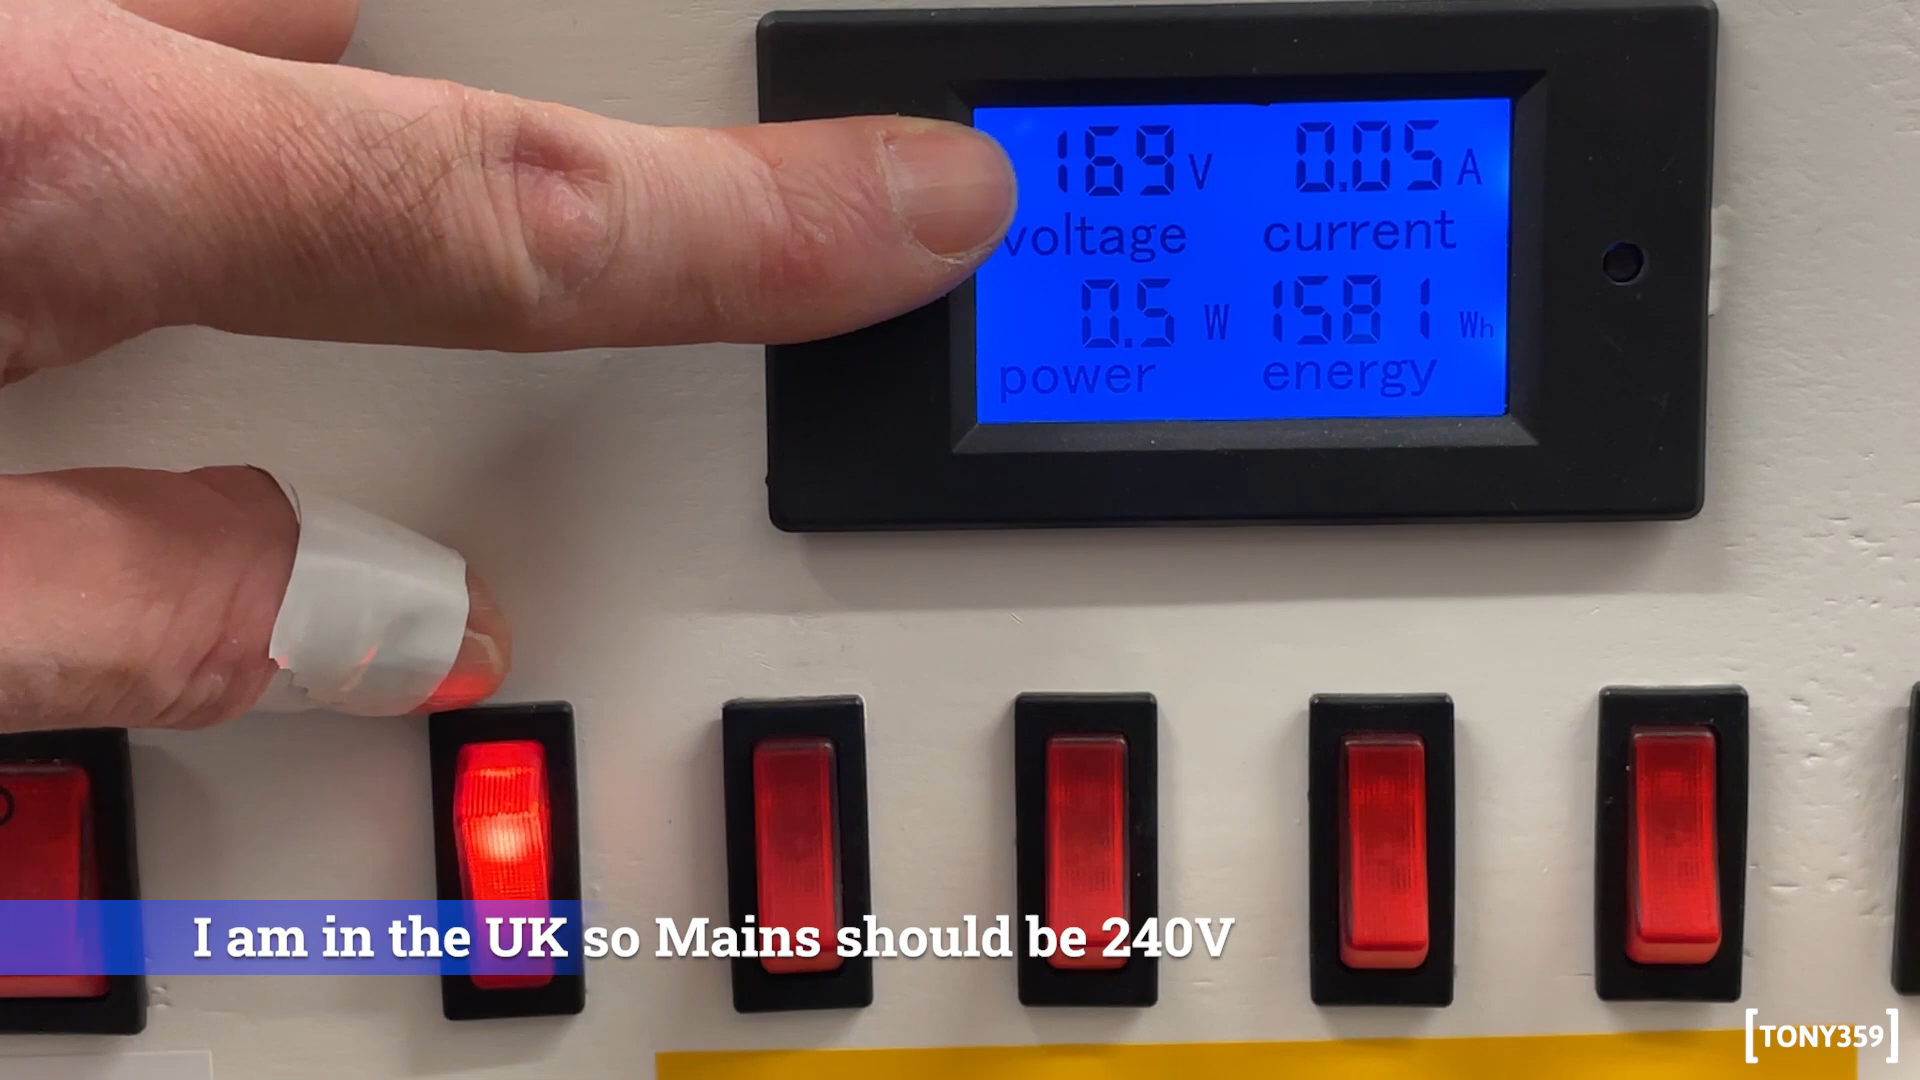 169 V 0.05 A
voltage current
0.5 W 1581 Wh
power energy
I am in the UK so Mains should be 240V
[TONY359]